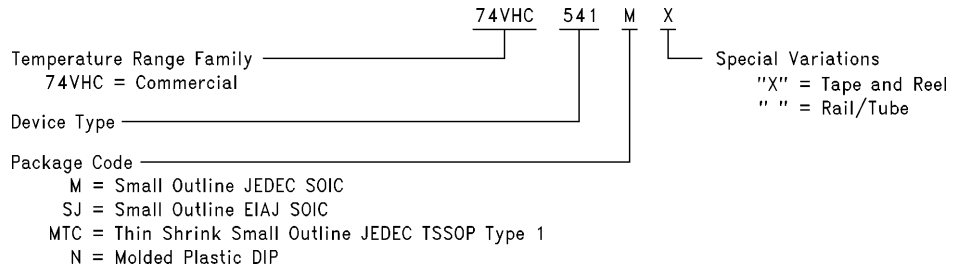 74VHC 541 M X
Temperature Range Family
74VHC = Commercial
Special Variations
"X" = Tape and Reel
" " = Rail/Tube
Device Type
Package Code
M = Small Outline JEDEC SOIC
SJ = Small Outline EIAJ SOIC
MTC = Thin Shrink Small Outline JEDEC TSSOP Type 1
N = Molded Plastic DIP